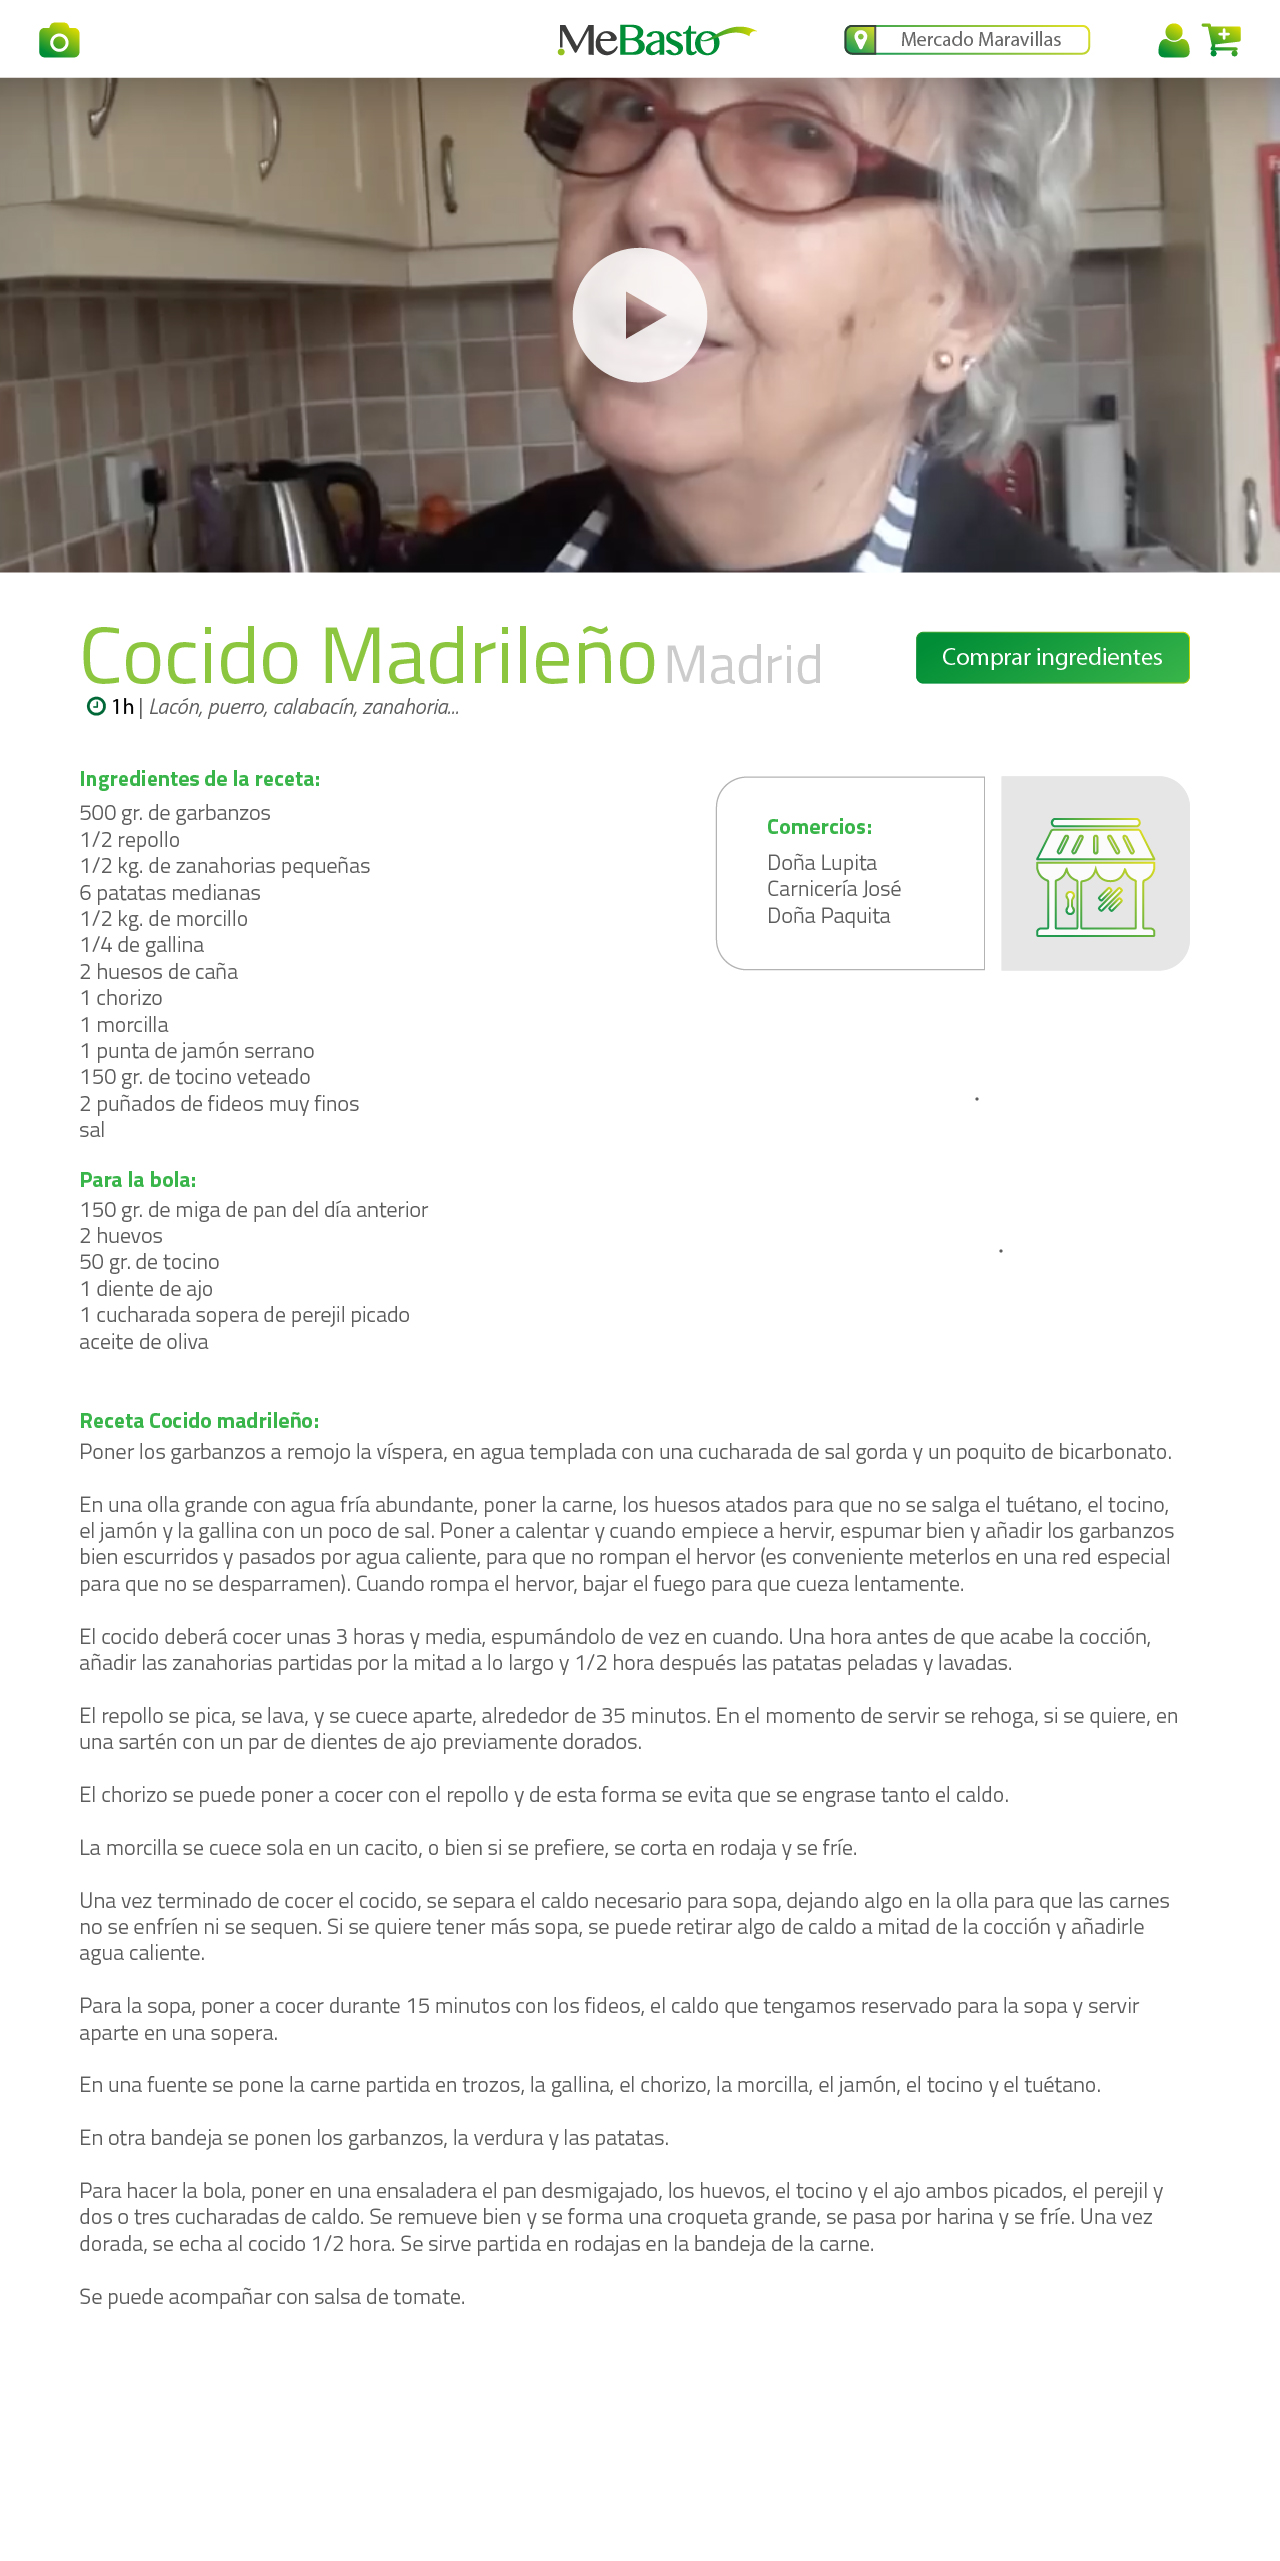 MeBasto
Mercado Maravillas
Cocido Madrileño Madrid
Comprar ingredientes
1h | Lacón, puerro, calabacín, zanahoria...
Ingredientes de la receta:
500 gr. de garbanzos
1/2 repollo
1/2 kg. de zanahorias pequeñas
6 patatas medianas
1/2 kg. de morcillo
1/4 de gallina
2 huesos de caña
1 chorizo
1 morcilla
1 punta de jamón serrano
150 gr. de tocino veteado
2 puñados de fideos muy finos
sal
Comercios:
Doña Lupita
Carnicería José
Doña Paquita
Para la bola:
150 gr. de miga de pan del día anterior
2 huevos
50 gr. de tocino
1 diente de ajo
1 cucharada sopera de perejil picado
aceite de oliva
Receta Cocido madrileño:
Poner los garbanzos a remojo la víspera, en agua templada con una cucharada de sal gorda y un poquito de bicarbonato.
En una olla grande con agua fría abundante, poner la carne, los huesos atados para que no se salga el tuétano, el tocino,
el jamón y la gallina con un poco de sal. Poner a calentar y cuando empiece a hervir, espumar bien y añadir los garbanzos
bien escurridos y pasados por agua caliente, para que no rompan el hervor (es conveniente meterlos en una red especial
para que no se desparramen). Cuando rompa el hervor, bajar el fuego para que cueza lentamente.
El cocido deberá cocer unas 3 horas y media, espumándolo de vez en cuando. Una hora antes de que acabe la cocción,
añadir las zanahorias partidas por la mitad a lo largo y 1/2 hora después las patatas peladas y lavadas.
El repollo se pica, se lava, y se cuece aparte, alrededor de 35 minutos. En el momento de servir se rehoga, si se quiere, en
una sartén con un par de dientes de ajo previamente dorados.
El chorizo se puede poner a cocer con el repollo y de esta forma se evita que se engrase tanto el caldo.
La morcilla se cuece sola en un cacito, o bien si se prefiere, se corta en rodaja y se fríe.
Una vez terminado de cocer el cocido, se separa el caldo necesario para sopa, dejando algo en la olla para que las carnes
no se enfríen ni se sequen. Si se quiere tener más sopa, se puede retirar algo de caldo a mitad de la cocción y añadirle
agua caliente.
Para la sopa, poner a cocer durante 15 minutos con los fideos, el caldo que tengamos reservado para la sopa y servir
aparte en una sopera.
En una fuente se pone la carne partida en trozos, la gallina, el chorizo, la morcilla, el jamón, el tocino y el tuétano.
En otra bandeja se ponen los garbanzos, la verdura y las patatas.
Para hacer la bola, poner en una ensaladera el pan desmigajado, los huevos, el tocino y el ajo ambos picados, el perejil y
dos o tres cucharadas de caldo. Se remueve bien y se forma una croqueta grande, se pasa por harina y se fríe. Una vez
dorada, se echa al cocido 1/2 hora. Se sirve partida en rodajas en la bandeja de la carne.
Se puede acompañar con salsa de tomate.